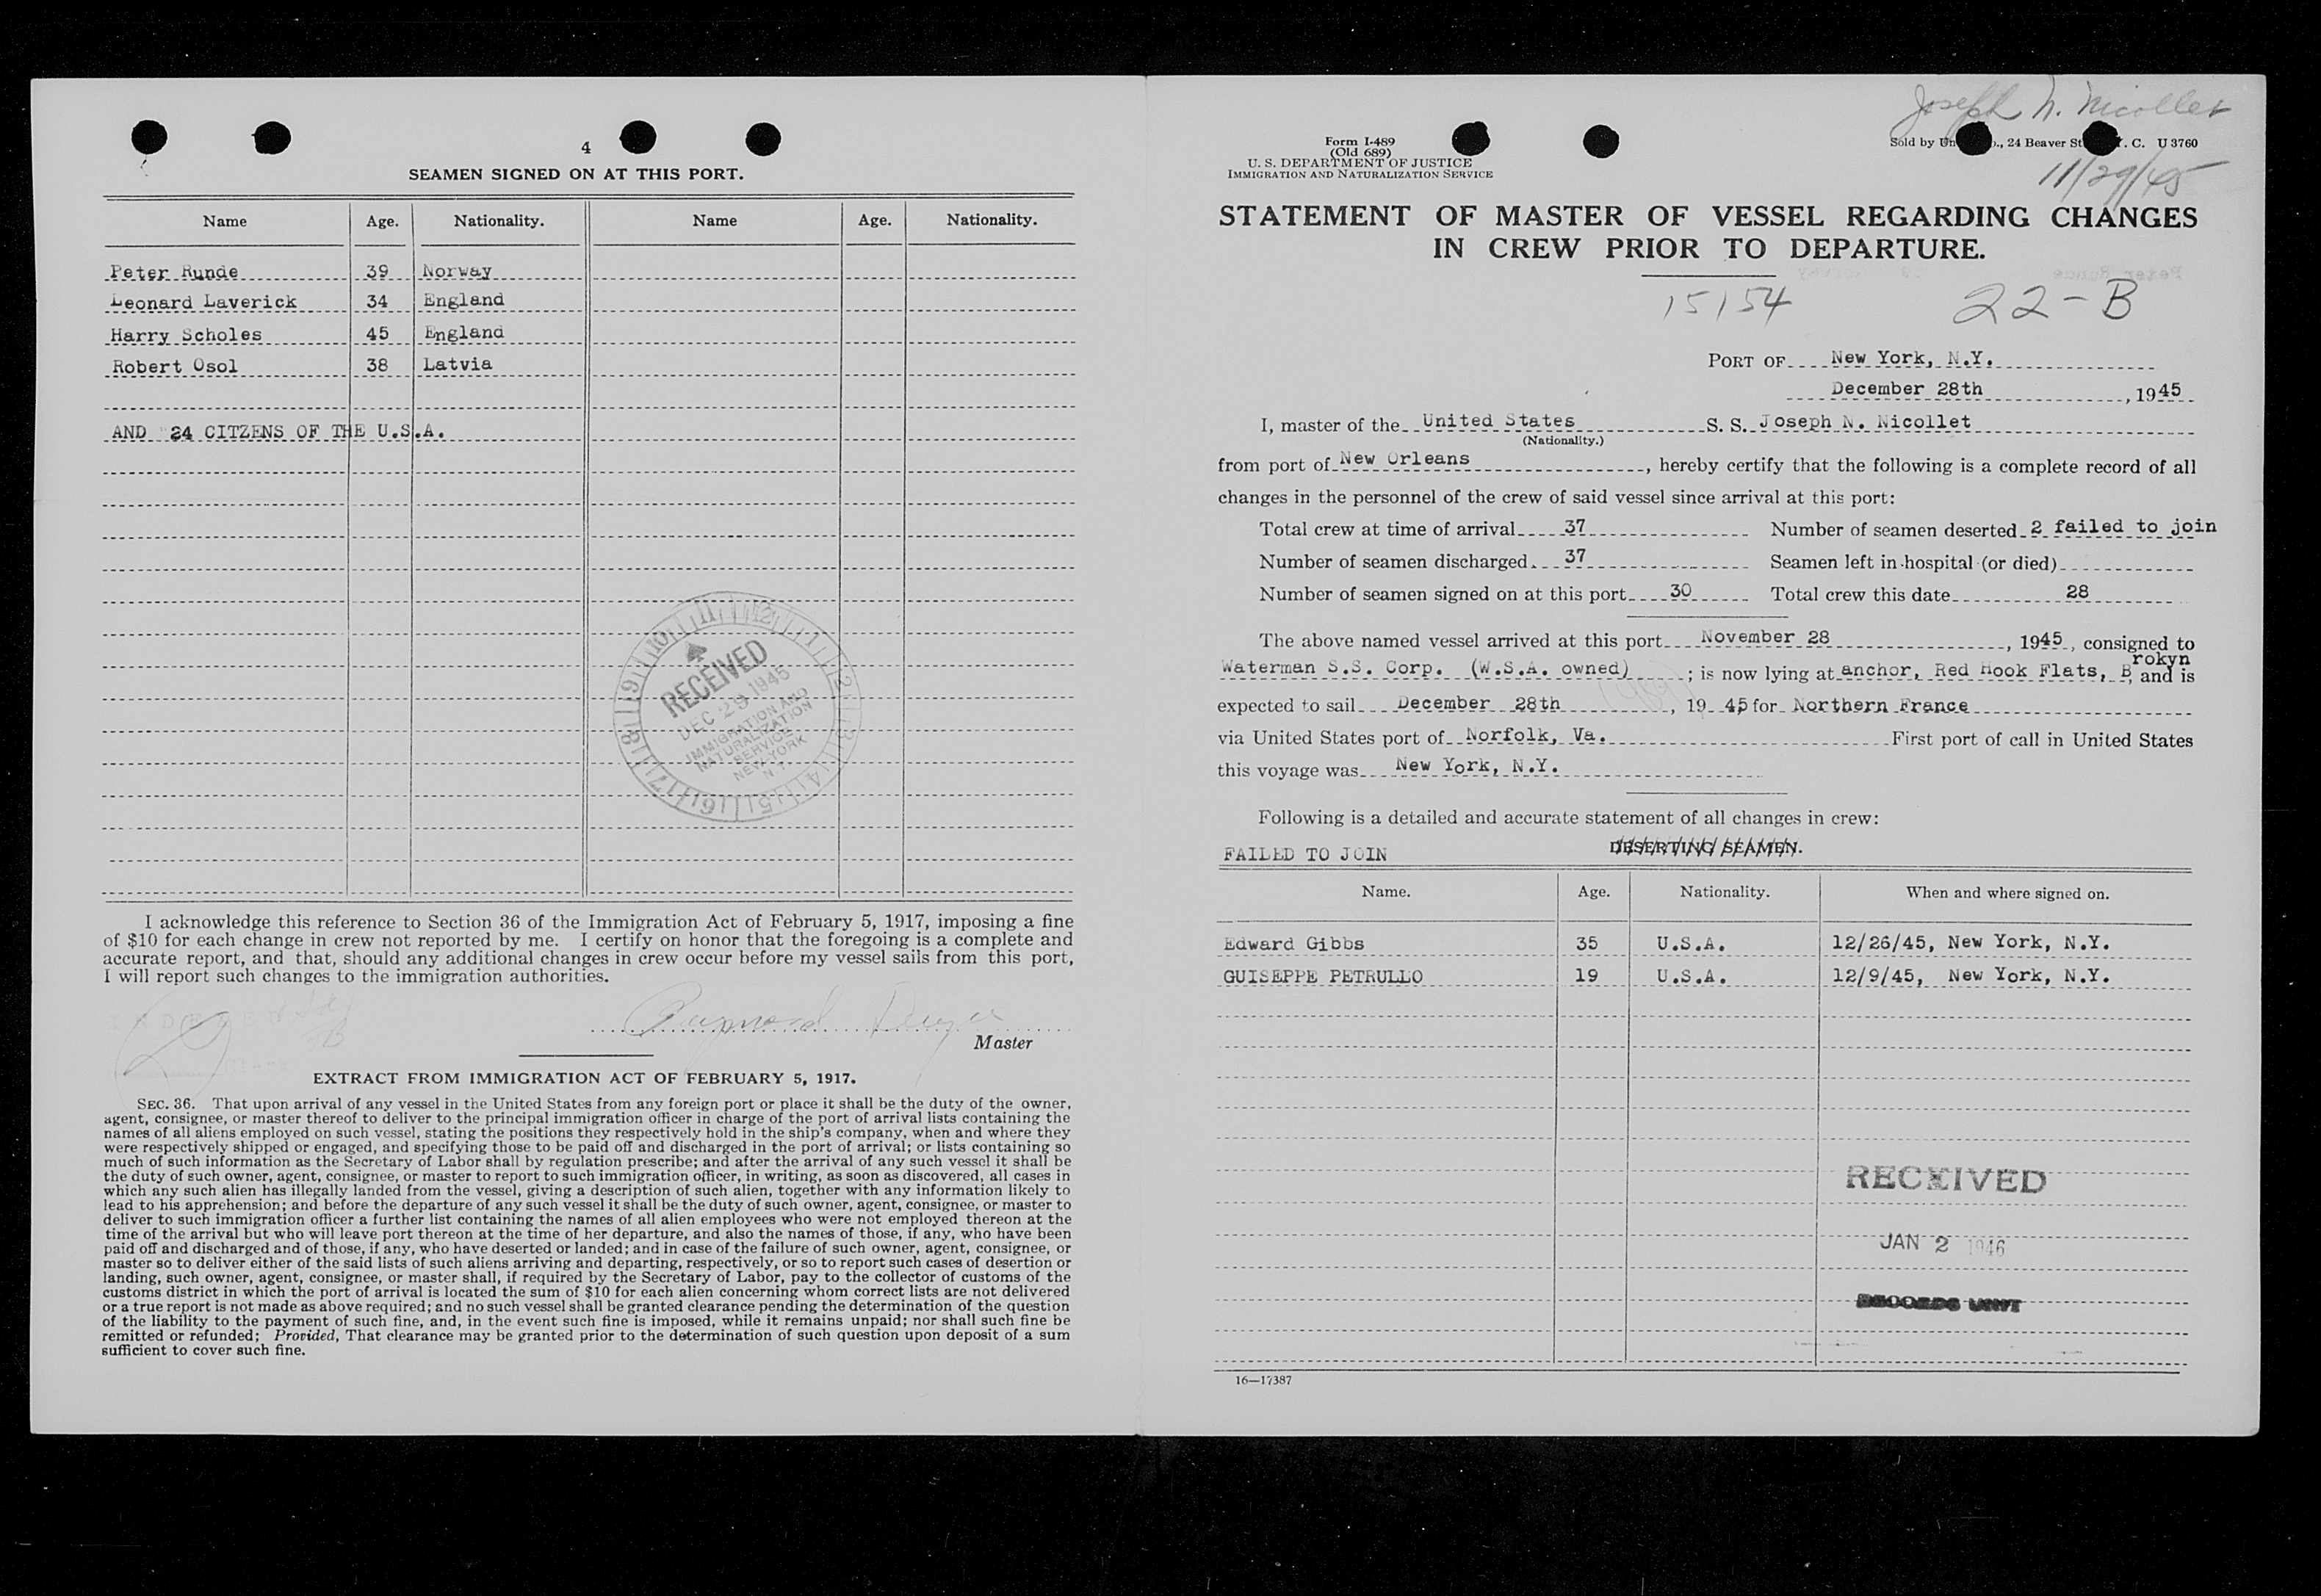 4
SEAMEN SIGNED ON AT THIS PORT.
Name Age. Nationality. Name Age. Nationality.
Peter Runde 39 Norway
Leonard Laverick 34 England
Harry Scholes 45 England
Robert Osol 38 Latvia
AND 24 CITZENS OF THE U.S.A.
RECEIVED
DEC 29 1945
IMMIGRATION AND
NATURALIZATION
SERVICE
NEW YORK
N.Y.
I acknowledge this reference to Section 36 of the Immigration Act of February 5, 1917, imposing a fine
of $10 for each change in crew not reported by me. I certify on honor that the foregoing is a complete and
accurate report, and that, should any additional changes in crew occur before my vessel sails from this port,
I will report such changes to the immigration authorities.
Raymond
Master
EXTRACT FROM IMMIGRATION ACT OF FEBRUARY 5, 1917.
SEC. 36. That upon arrival of any vessel in the United States from any foreign port or place it shall be the duty of the owner,
agent, consignee, or master thereof to deliver to the principal immigration officer in charge of the port of arrival lists containing the
names of all aliens employed on such vessel, stating the positions they respectively hold in the ship's company, when and where they
were respectively shipped or engaged, and specifying those to be paid off and discharged in the port of arrival; or lists containing so
much of such information as the Secretary of Labor shall by regulation prescribe; and after the arrival of any such vessel it shall be
the duty of such owner, agent, consignee, or master to report to such immigration officer, in writing, as soon as discovered, all cases in
which any such alien has illegally landed from the vessel, giving a description of such alien, together with any information likely to
lead to his apprehension; and before the departure of any such vessel it shall be the duty of such owner, agent, consignee, or master to
deliver to such immigration officer a further list containing the names of all alien employees who were not employed thereon at the
time of the arrival but who will leave port thereon at the time of her departure, and also the names of those, if any, who have been
paid off and discharged and of those, if any, who have deserted or landed; and in case of the failure of such owner, agent, consignee, or
master so to deliver either of the said lists of such aliens arriving and departing, respectively, or so to report such cases of desertion or
landing, such owner, agent, consignee, or master shall, if required by the Secretary of Labor, pay to the collector of customs of the
customs district in which the port of arrival is located the sum of $10 for each alien concerning whom correct lists are not delivered
or a true report is not made as above required; and no such vessel shall be granted clearance pending the determination of the question
of the liability to the payment of such fine, and, in the event such fine is imposed, while it remains unpaid; nor shall such fine be
remitted or refunded; Provided, That clearance may be granted prior to the determination of such question upon deposit of a sum
sufficient to cover such fine.
Joseph N. Nicollet
Form I-489
(Old 689)
U. S. DEPARTMENT OF JUSTICE
IMMIGRATION AND NATURALIZATION SERVICE
Sold by Un ., 24 Beaver St . C. U 3760
11/29/45
STATEMENT OF MASTER OF VESSEL REGARDING CHANGES
IN CREW PRIOR TO DEPARTURE.
15154 22-B
PORT OF New York, N.Y.
December 28th, 1945
I, master of the United States S. S. Joseph N. Nicollet
(Nationality.)
from port of New Orleans, hereby certify that the following is a complete record of all
changes in the personnel of the crew of said vessel since arrival at this port:
Total crew at time of arrival 37 Number of seamen deserted 2 failed to join
Number of seamen discharged 37 Seamen left in hospital (or died)
Number of seamen signed on at this port 30 Total crew this date 28
The above named vessel arrived at this port November 28, 1945, consigned to
Waterman S.S. Corp. (W.S.A. owned); is now lying at anchor, Red Hook Flats, Brokyn, and is
expected to sail December 28th, 1945 for Northern France
via United States port of Norfolk, Va. First port of call in United States
this voyage was New York, N.Y.
Following is a detailed and accurate statement of all changes in crew:
FAILED TO JOIN DESERTING SEAMEN.
Name. Age. Nationality. When and where signed on.
Edward Gibbs 35 U.S.A. 12/26/45, New York, N.Y.
GUISEPPE PETRULLO 19 U.S.A. 12/9/45, New York, N.Y.
RECEIVED
JAN 2 1946
RECORDS UNIT
16—17387